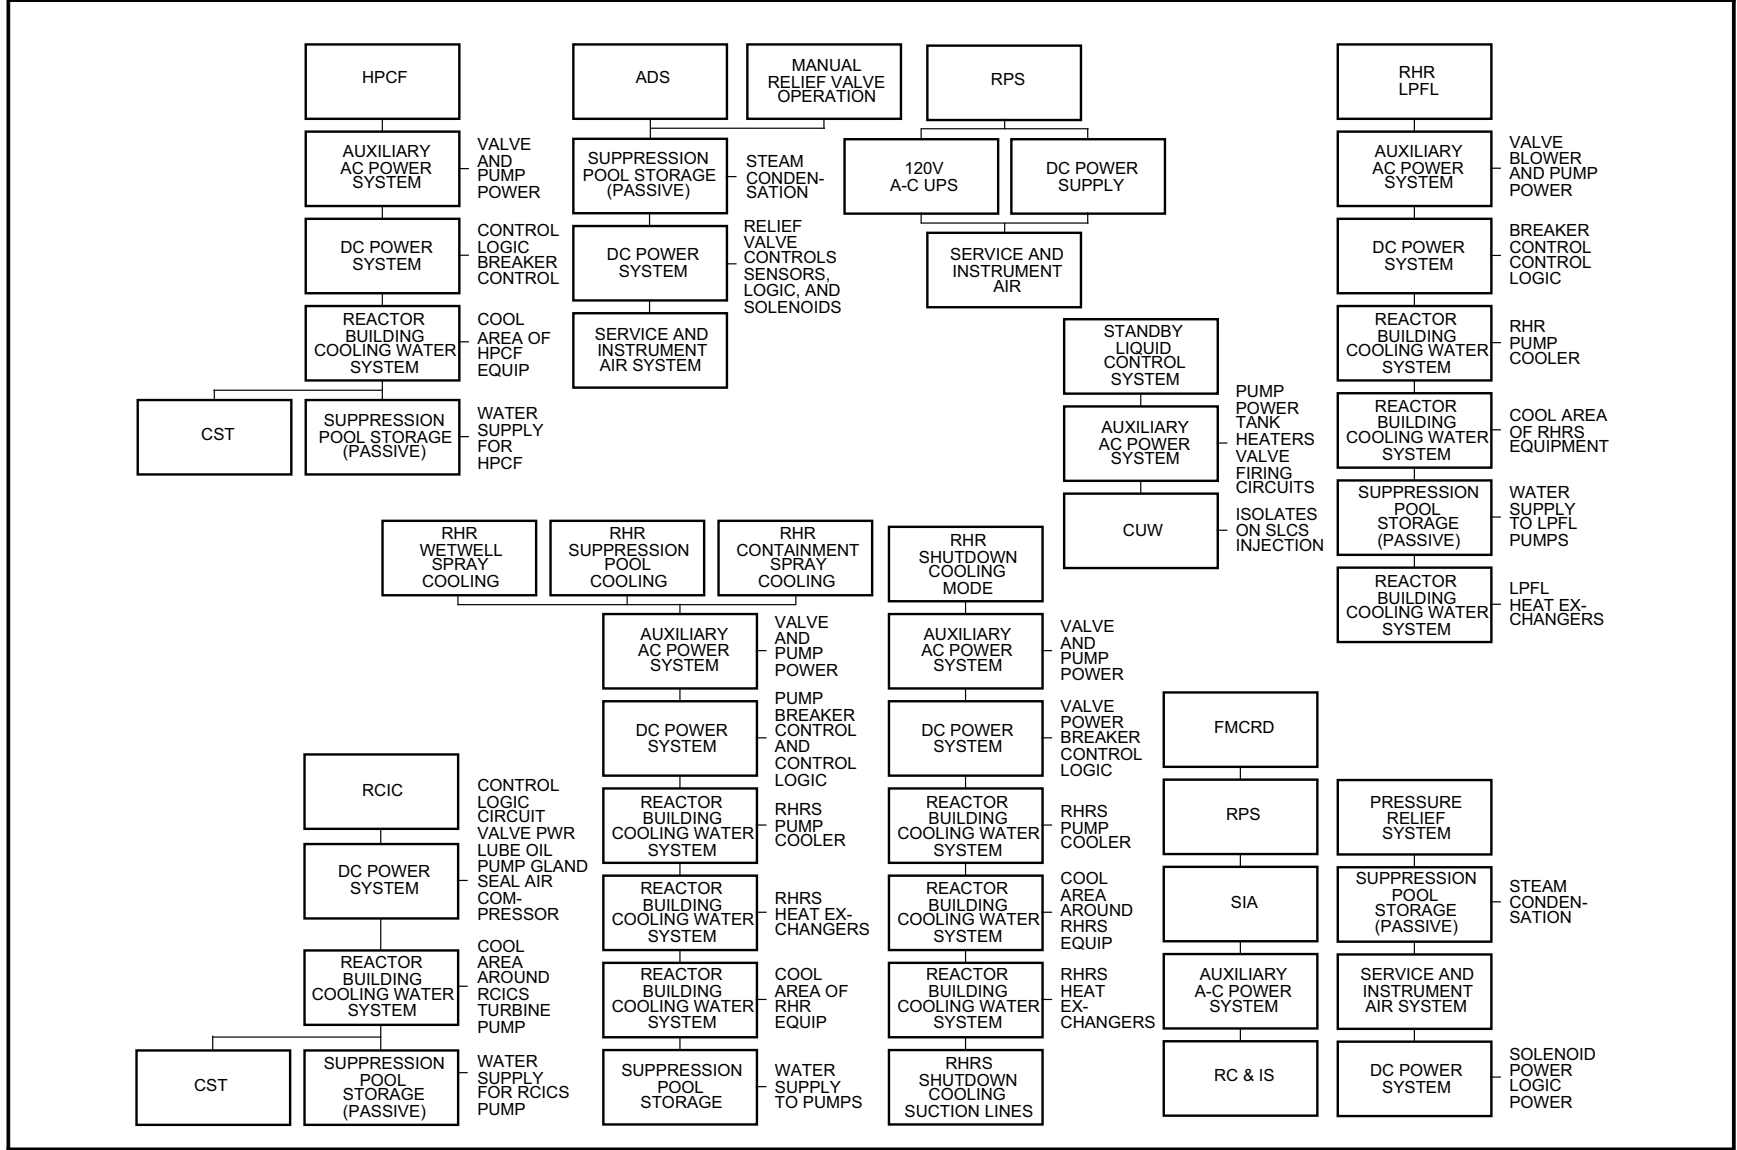 HPCF
AUXILIARY
AC POWER
SYSTEM
VALVE
AND
PUMP
POWER
DC POWER
SYSTEM
CONTROL
LOGIC
BREAKER
CONTROL
REACTOR
BUILDING
COOLING WATER
SYSTEM
COOL
AREA OF
HPCF
EQUIP
CST
SUPPRESSION
POOL STORAGE
(PASSIVE)
WATER
SUPPLY
FOR
HPCF
ADS
MANUAL
RELIEF VALVE
OPERATION
SUPPRESSION
POOL STORAGE
(PASSIVE)
STEAM
CONDEN-
SATION
DC POWER
SYSTEM
RELIEF
VALVE
CONTROLS
SENSORS,
LOGIC, AND
SOLENOIDS
SERVICE AND
INSTRUMENT
AIR SYSTEM
RPS
120V
A-C UPS
DC POWER
SUPPLY
SERVICE AND
INSTRUMENT
AIR
STANDBY
LIQUID
CONTROL
SYSTEM
AUXILIARY
AC POWER
SYSTEM
PUMP
POWER
TANK
HEATERS
VALVE
FIRING
CIRCUITS
CUW
ISOLATES
ON SLCS
INJECTION
RHR
LPFL
AUXILIARY
AC POWER
SYSTEM
VALVE
BLOWER
AND PUMP
POWER
DC POWER
SYSTEM
BREAKER
CONTROL
CONTROL
LOGIC
REACTOR
BUILDING
COOLING WATER
SYSTEM
RHR
PUMP
COOLER
REACTOR
BUILDING
COOLING WATER
SYSTEM
COOL AREA
OF RHRS
EQUIPMENT
SUPPRESSION
POOL
STORAGE
(PASSIVE)
WATER
SUPPLY
TO LPFL
PUMPS
REACTOR
BUILDING
COOLING WATER
SYSTEM
LPFL
HEAT EX-
CHANGERS
RHR
WETWELL
SPRAY
COOLING
RHR
SUPPRESSION
POOL
COOLING
RHR
CONTAINMENT
SPRAY
COOLING
AUXILIARY
AC POWER
SYSTEM
VALVE
AND
PUMP
POWER
DC POWER
SYSTEM
PUMP
BREAKER
CONTROL
AND
CONTROL
LOGIC
REACTOR
BUILDING
COOLING WATER
SYSTEM
RHRS
PUMP
COOLER
REACTOR
BUILDING
COOLING WATER
SYSTEM
RHRS
HEAT EX-
CHANGERS
REACTOR
BUILDING
COOLING WATER
SYSTEM
COOL
AREA OF
RHR
EQUIP
SUPPRESSION
POOL
STORAGE
WATER
SUPPLY
TO PUMPS
RHR
SHUTDOWN
COOLING
MODE
AUXILIARY
AC POWER
SYSTEM
VALVE
AND
PUMP
POWER
DC POWER
SYSTEM
VALVE
POWER
BREAKER
CONTROL
LOGIC
REACTOR
BUILDING
COOLING WATER
SYSTEM
RHRS
PUMP
COOLER
REACTOR
BUILDING
COOLING WATER
SYSTEM
COOL
AREA
AROUND
RHRS
EQUIP
REACTOR
BUILDING
COOLING WATER
SYSTEM
RHRS
HEAT
EX-
CHANGERS
RHRS
SHUTDOWN
COOLING
SUCTION LINES
RCIC
DC POWER
SYSTEM
CONTROL
LOGIC
CIRCUIT
VALVE PWR
LUBE OIL
PUMP GLAND
SEAL AIR
COM-
PRESSOR
REACTOR
BUILDING
COOLING WATER
SYSTEM
COOL
AREA
AROUND
RCICS
TURBINE
PUMP
CST
SUPPRESSION
POOL
STORAGE
(PASSIVE)
WATER
SUPPLY
FOR RCICS
PUMP
FMCRD
RPS
SIA
AUXILIARY
A-C POWER
SYSTEM
RC & IS
PRESSURE
RELIEF
SYSTEM
SUPPRESSION
POOL
STORAGE
(PASSIVE)
STEAM
CONDEN-
SATION
SERVICE AND
INSTRUMENT
AIR SYSTEM
DC POWER
SYSTEM
SOLENOID
POWER
LOGIC
POWER